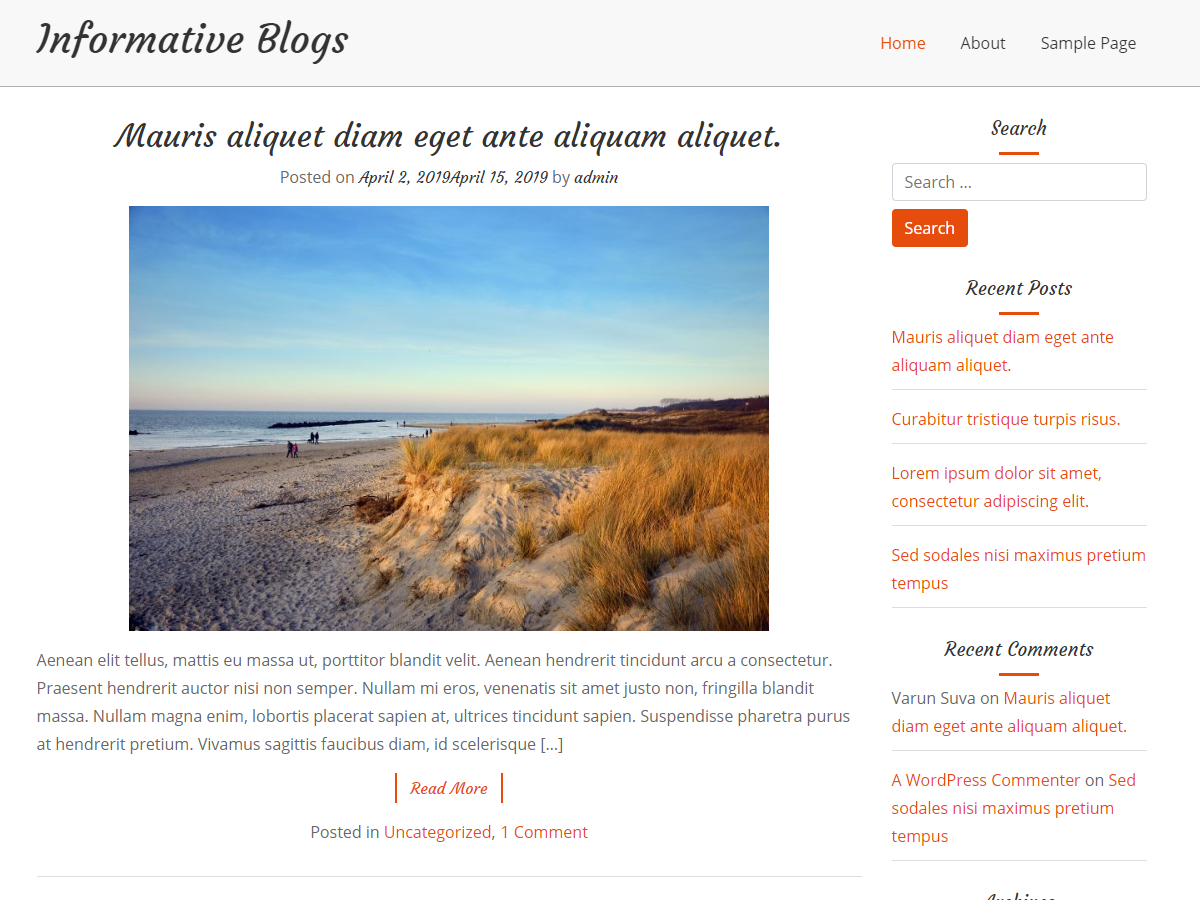 Informative Blogs
Home
About
Sample Page
Mauris aliquet diam eget ante aliquam aliquet.
Posted on April 2, 2019April 15, 2019 by admin
Aenean elit tellus, mattis eu massa ut, porttitor blandit velit. Aenean hendrerit tincidunt arcu a consectetur.
Praesent hendrerit auctor nisi non semper. Nullam mi eros, venenatis sit amet justo non, fringilla blandit
massa. Nullam magna enim, lobortis placerat sapien at, ultrices tincidunt sapien. Suspendisse pharetra purus
at hendrerit pretium. Vivamus sagittis faucibus diam, id scelerisque […]
Read More
Posted in Uncategorized, 1 Comment
Search
Search …
Search
Recent Posts
Mauris aliquet diam eget ante
aliquam aliquet.
Curabitur tristique turpis risus.
Lorem ipsum dolor sit amet,
consectetur adipiscing elit.
Sed sodales nisi maximus pretium
tempus
Recent Comments
Varun Suva on Mauris aliquet
diam eget ante aliquam aliquet.
A WordPress Commenter on Sed
sodales nisi maximus pretium
tempus